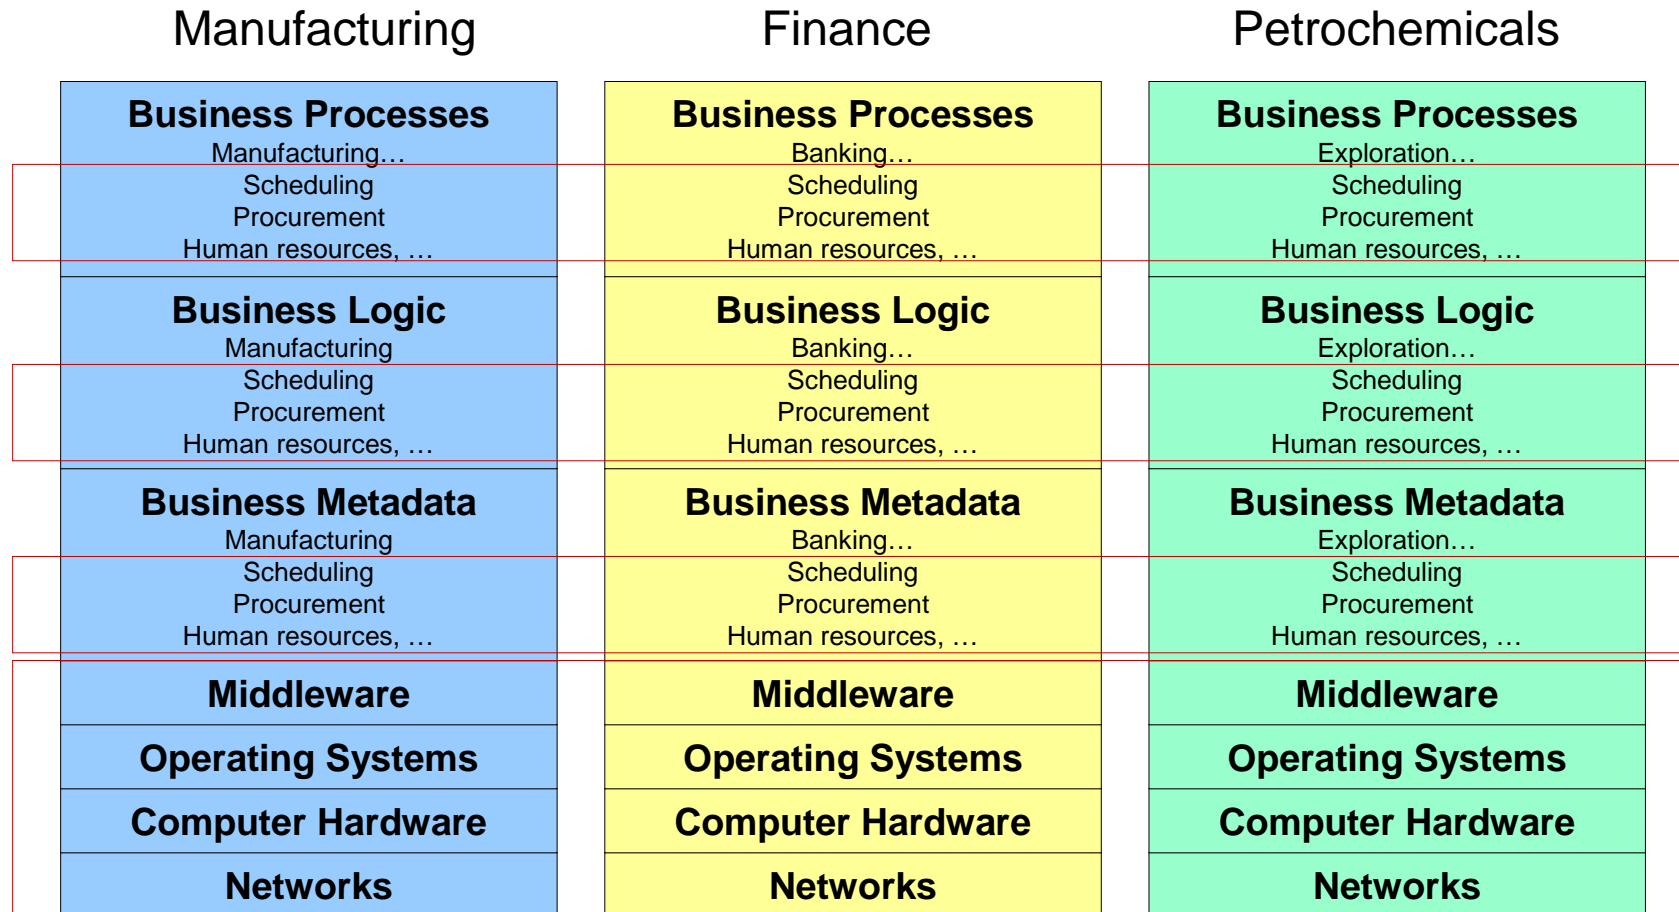 Manufacturing
Business Processes
Manufacturing…
Scheduling
Procurement
Human resources, …
Business Logic
Manufacturing
Scheduling
Procurement
Human resources, …
Business Metadata
Manufacturing
Scheduling
Procurement
Human resources, …
Middleware
Operating Systems
Computer Hardware
Networks
Finance
Business Processes
Banking…
Scheduling
Procurement
Human resources, …
Business Logic
Banking…
Scheduling
Procurement
Human resources, …
Business Metadata
Banking…
Scheduling
Procurement
Human resources, …
Middleware
Operating Systems
Computer Hardware
Networks
Petrochemicals
Business Processes
Exploration…
Scheduling
Procurement
Human resources, …
Business Logic
Exploration…
Scheduling
Procurement
Human resources, …
Business Metadata
Exploration…
Scheduling
Procurement
Human resources, …
Middleware
Operating Systems
Computer Hardware
Networks